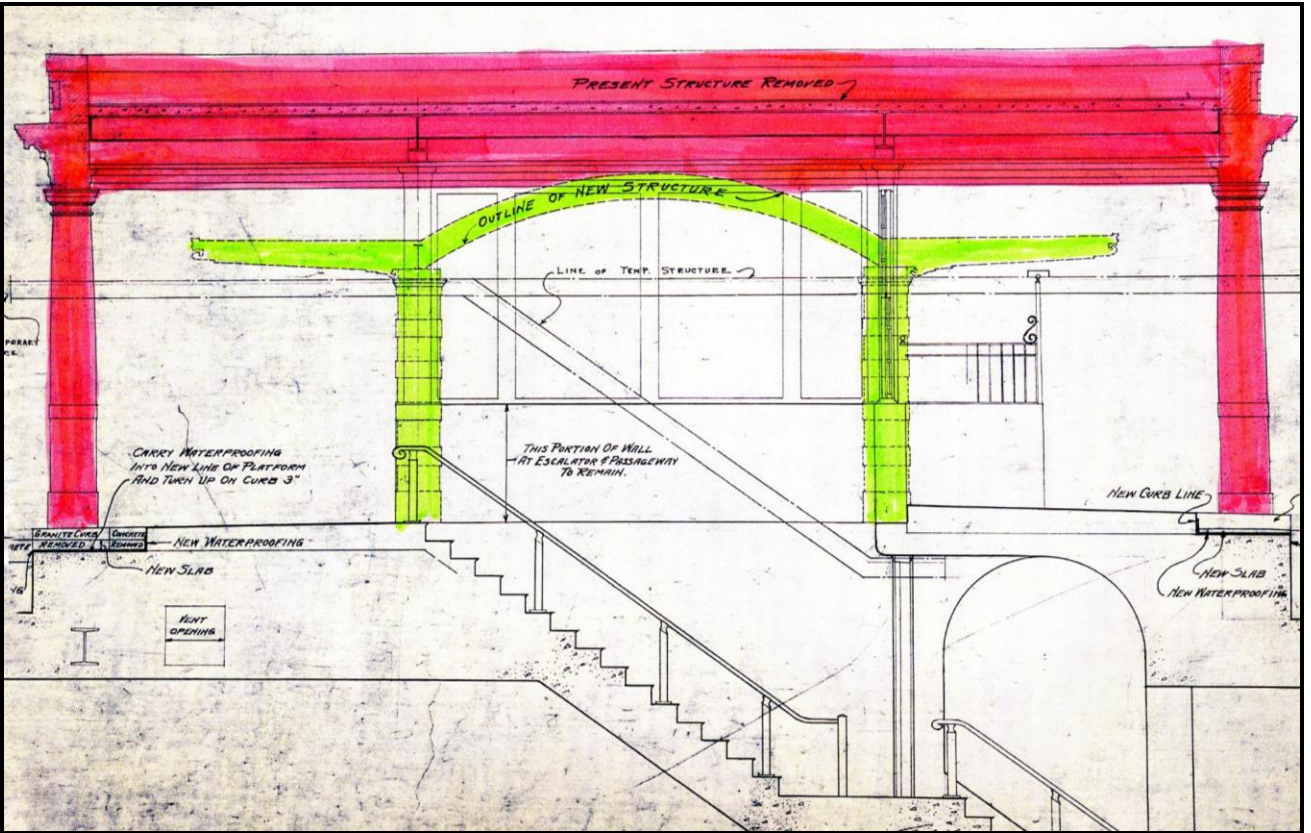 PRESENT STRUCTURE REMOVED
OUTLINE OF NEW STRUCTURE
LINE OF TEMP. STRUCTURE
CARRY WATERPROOFING
INTO NEW LINE OF PLATFORM
AND TURN UP ON CURB 3"
THIS PORTION OF WALL
AT ESCALATOR & PASSAGEWAY
TO REMAIN.
NEW CURB LINE
GRANITE CURB
REMOVED
CONCRETE
REMOVED
NEW WATERPROOFING
NEW SLAB
NEW SLAB
NEW WATERPROOFING
VENT
OPENING